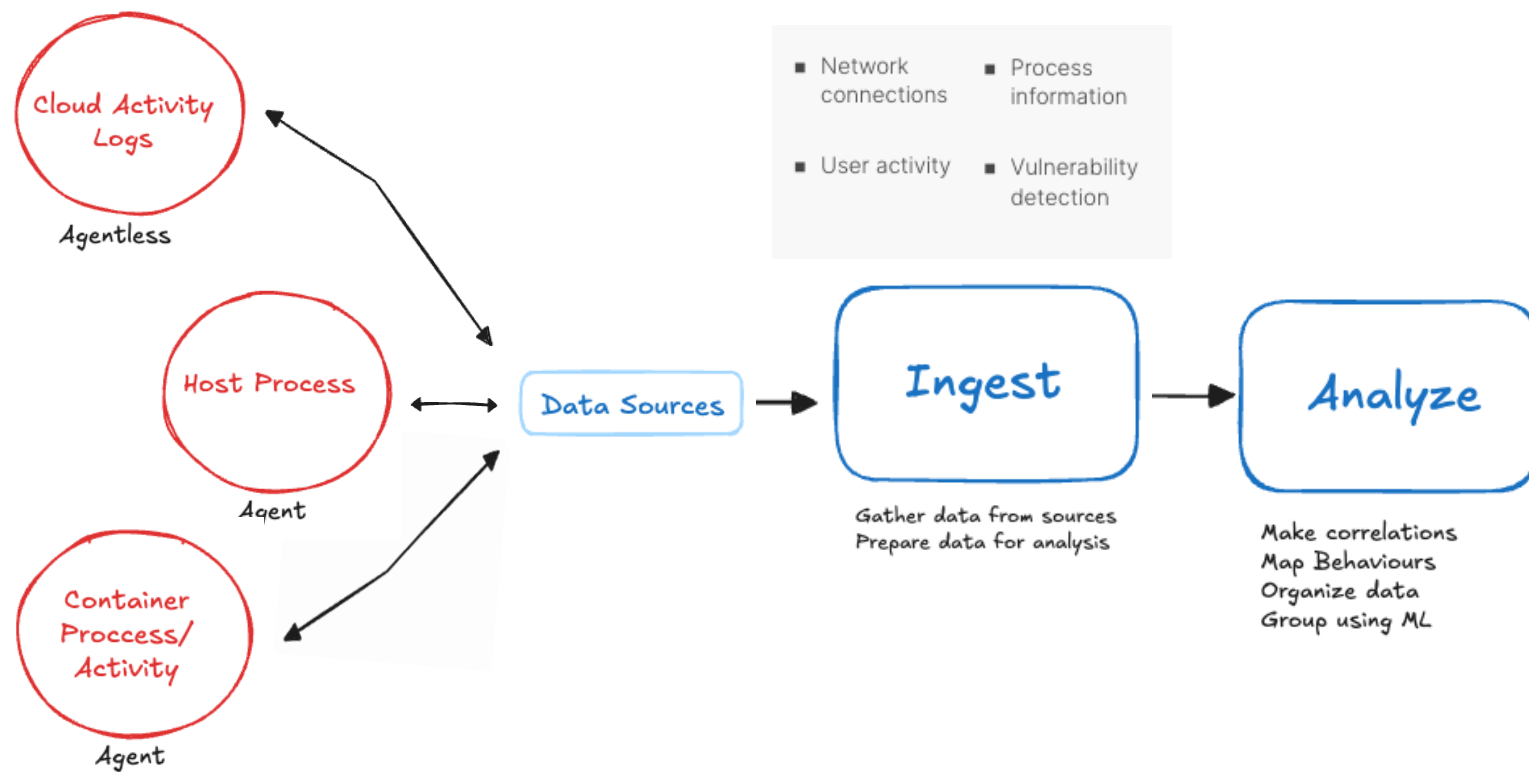 Cloud Activity
Logs
Agentless
Host Process
Agent
Container
Proccess/
Activity
Agent
Data Sources
Network
connections
Process
information
User activity
Vulnerability
detection
Ingest
Gather data from sources
Prepare data for analysis
Analyze
Make correlations
Map Behaviours
Organize data
Group using ML